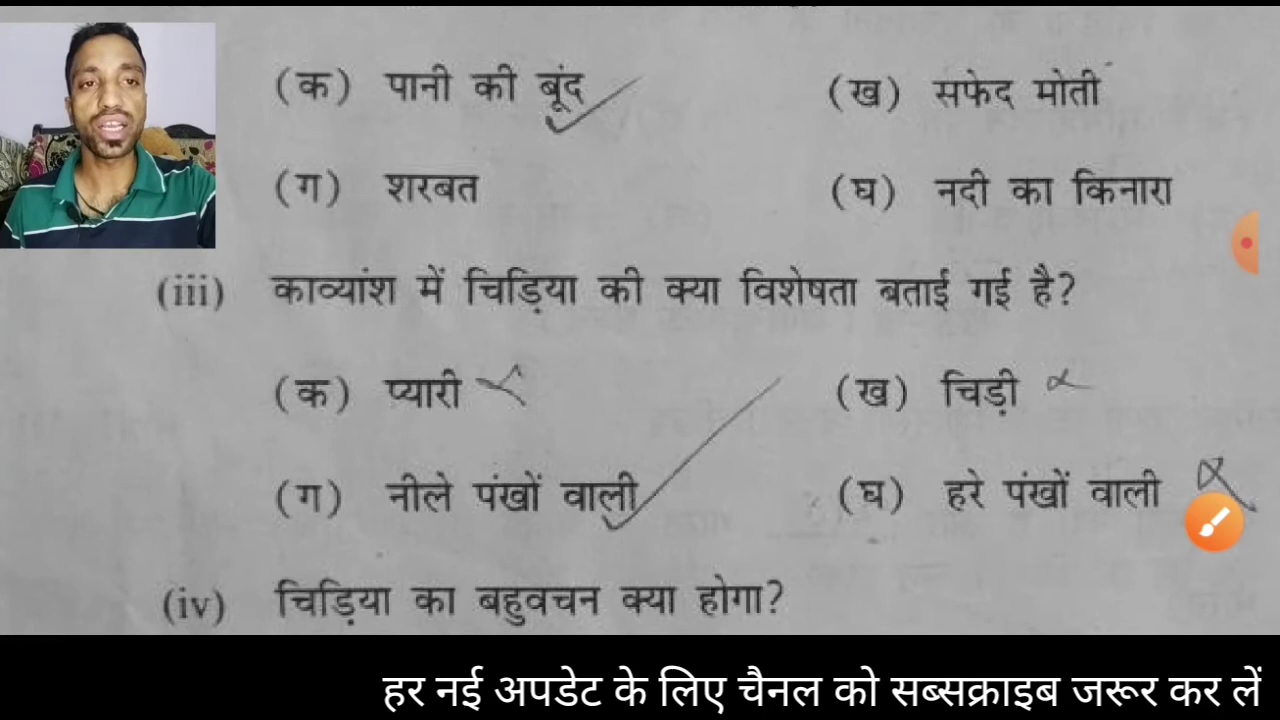 (क) पानी की बूंद (ख) सफेद मोती
(ग) शरबत (घ) नदी का किनारा
(iii) काव्यांश में चिड़िया की क्या विशेषता बताई गई है?
(क) प्यारी (ख) चिड़ी
(ग) नीले पंखों वाली (घ) हरे पंखों वाली
(iv) चिड़िया का बहुवचन क्या होगा?
हर नई अपडेट के लिए चैनल को सब्सक्राइब जरूर कर लें